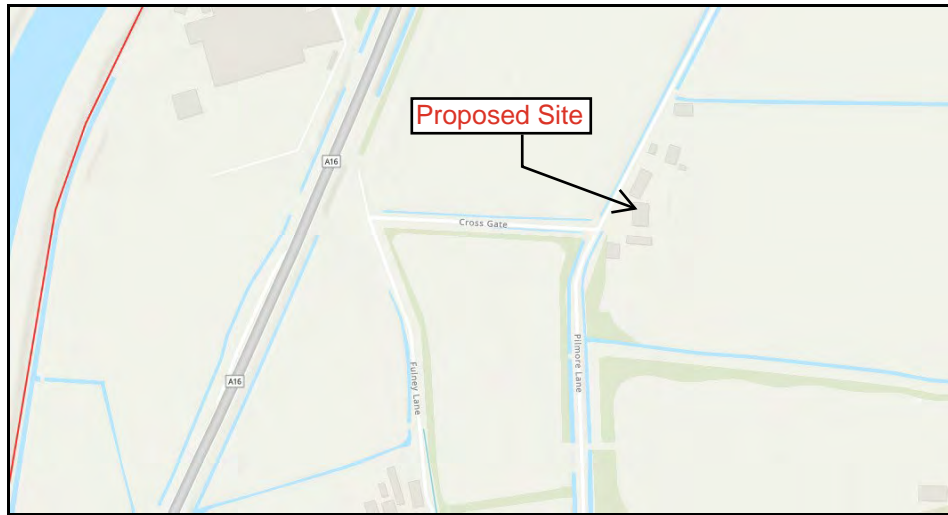 Proposed Site
A16
Cross Gate
Pilmore Lane
Fulney Lane
A16